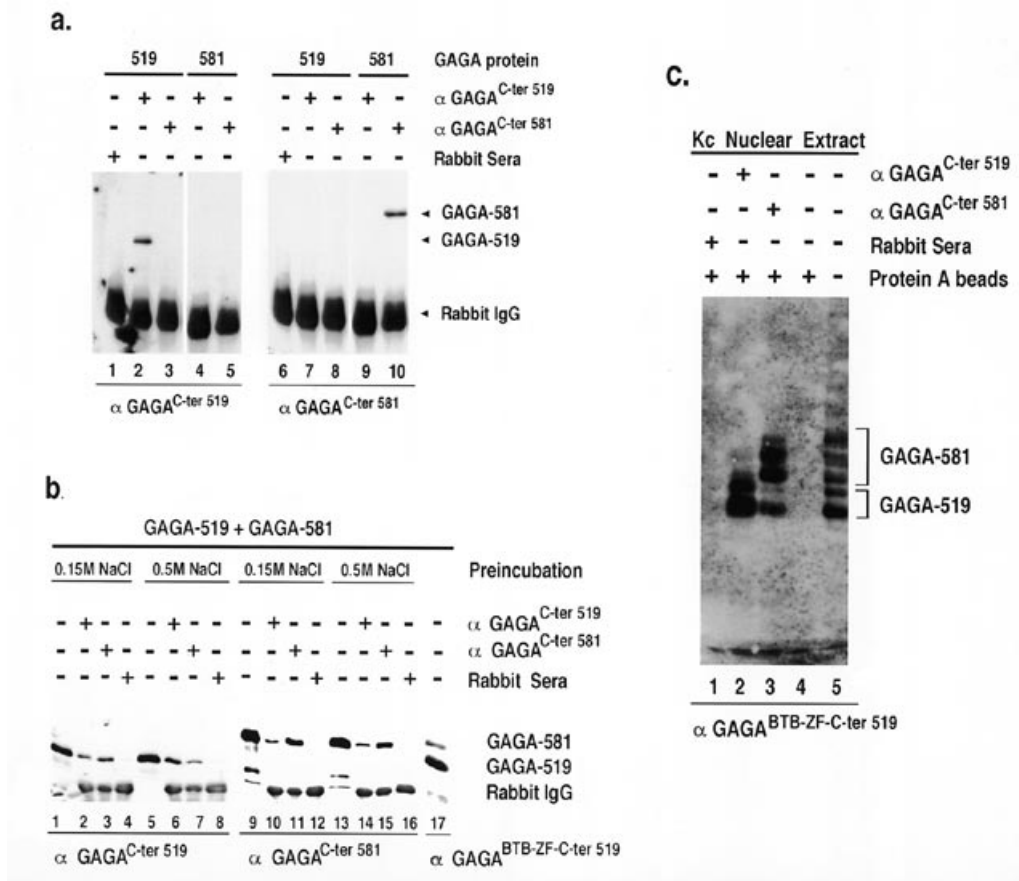 a.
519 581 519 581 GAGA protein
- + - + - - + - + - α GAGA^C-ter 519
- - + - + - - + - + α GAGA^C-ter 581
+ - - + - - Rabbit Sera
GAGA-581
GAGA-519
Rabbit IgG
1 2 3 4 5 6 7 8 9 10
α GAGA^C-ter 519 α GAGA^C-ter 581
b.
GAGA-519 + GAGA-581
0.15M NaCl 0.5M NaCl 0.15M NaCl 0.5M NaCl Preincubation
- + - - - + - - - + - - - + - - - α GAGA^C-ter 519
- - + - - - + - - - + - - - + - - α GAGA^C-ter 581
- - - + - - - + - - - + - - - + - Rabbit Sera
GAGA-581
GAGA-519
Rabbit IgG
1 2 3 4 5 6 7 8 9 10 11 12 13 14 15 16 17
α GAGA^C-ter 519 α GAGA^C-ter 581 α GAGA^BTB-ZF-C-ter 519
c.
Kc Nuclear Extract
- + - - - α GAGA^C-ter 519
- - + - - α GAGA^C-ter 581
+ - - - - Rabbit Sera
+ + + + - Protein A beads
GAGA-581
GAGA-519
1 2 3 4 5
α GAGA^BTB-ZF-C-ter 519